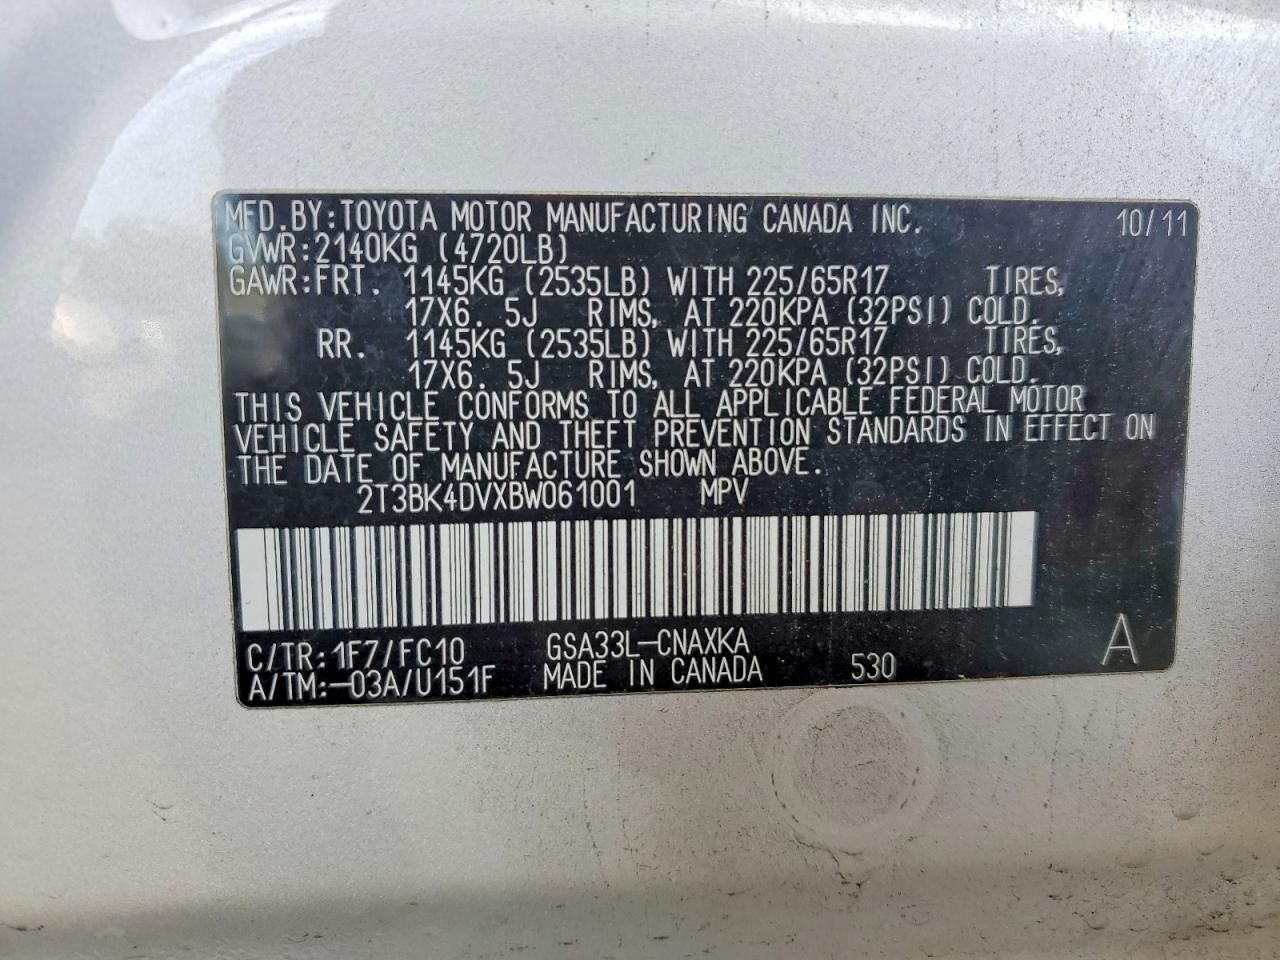 MFD.BY:TOYOTA MOTOR MANUFACTURING CANADA INC. 10/11
GVWR:2140KG (4720LB)
GAWR:FRT. 1145KG (2535LB) WITH 225/65R17 TIRES,
17X6. 5J RIMS, AT 220KPA (32PSI) COLD.
RR. 1145KG (2535LB) WITH 225/65R17 TIRES,
17X6. 5J RIMS, AT 220KPA (32PSI) COLD.
THIS VEHICLE CONFORMS TO ALL APPLICABLE FEDERAL MOTOR
VEHICLE SAFETY AND THEFT PREVENTION STANDARDS IN EFFECT ON
THE DATE OF MANUFACTURE SHOWN ABOVE.
2T3BK4DVXBW061001 MPV
C/TR:1F7/FC10 GSA33L-CNAXKA A
A/TM:-03A/U151F MADE IN CANADA 530